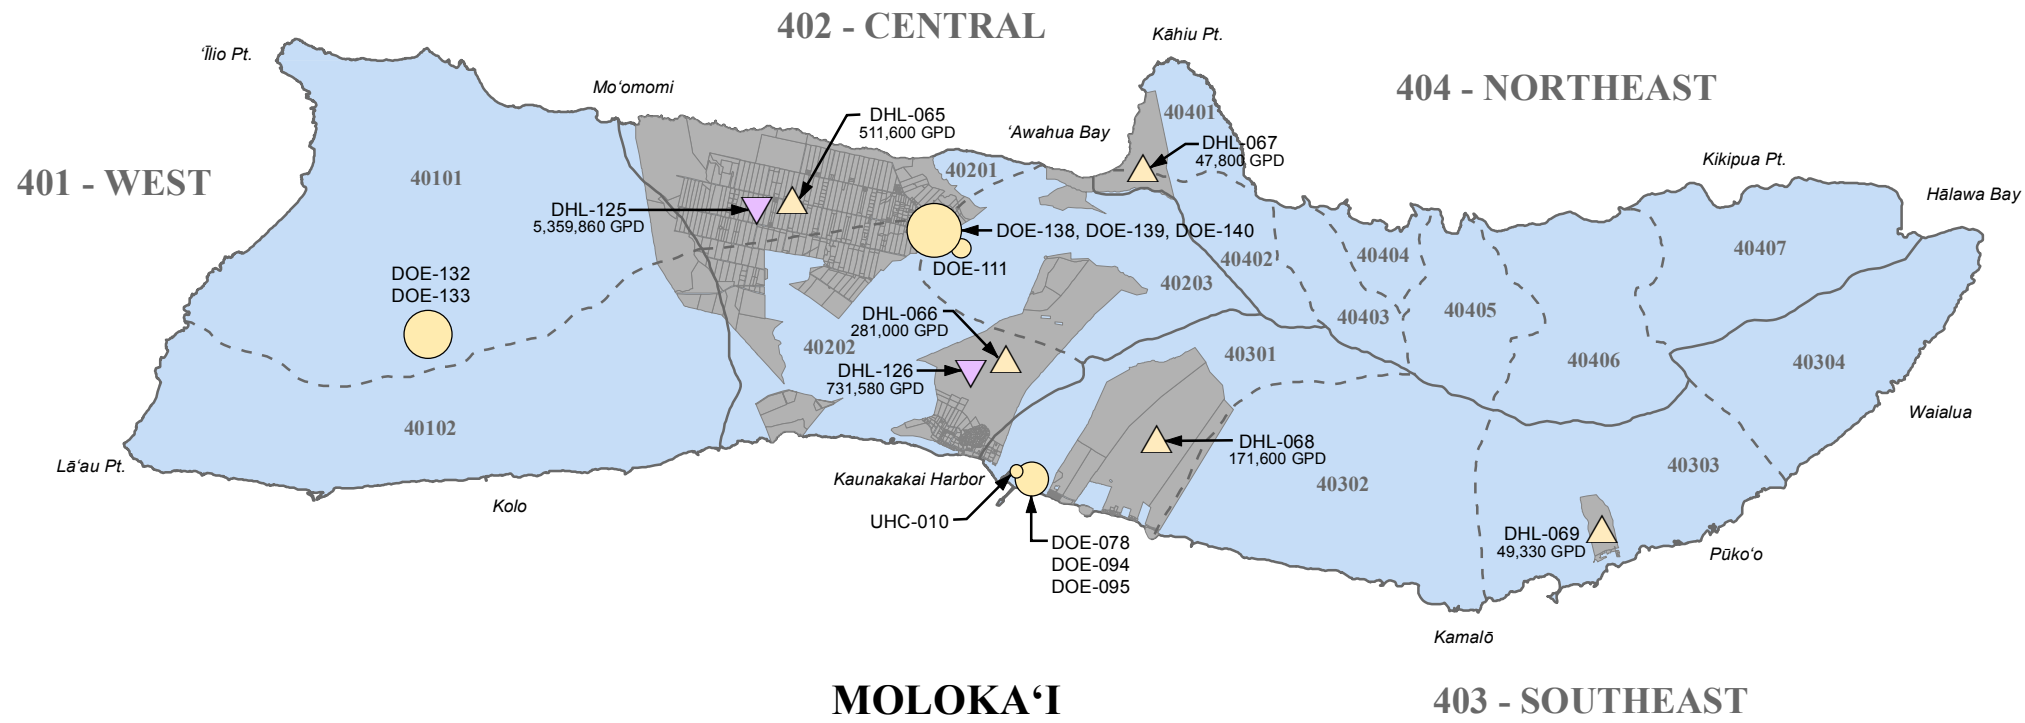 402 - CENTRAL
Kāhiu Pt.
ʻĪlio Pt.
Moʻomomi
404 - NORTHEAST
DHL-065
511,600 GPD
ʻAwahua Bay
40401
DHL-067
47,800 GPD
Kikipua Pt.
401 - WEST
40101
40201
Hālawa Bay
DHL-125
5,359,860 GPD
DOE-138, DOE-139, DOE-140
DOE-111
40402
40404
40407
DOE-132
DOE-133
40203
DHL-066
281,000 GPD
40403
40405
40202
40301
40406
40304
DHL-126
731,580 GPD
Waialua
40102
DHL-068
171,600 GPD
Lāʻau Pt.
Kaunakakai Harbor
40302
40303
Kolo
UHC-010
DHL-069
49,330 GPD
Pūkoʻo
DOE-078
DOE-094
DOE-095
Kamalō
MOLOKAʻI
403 - SOUTHEAST